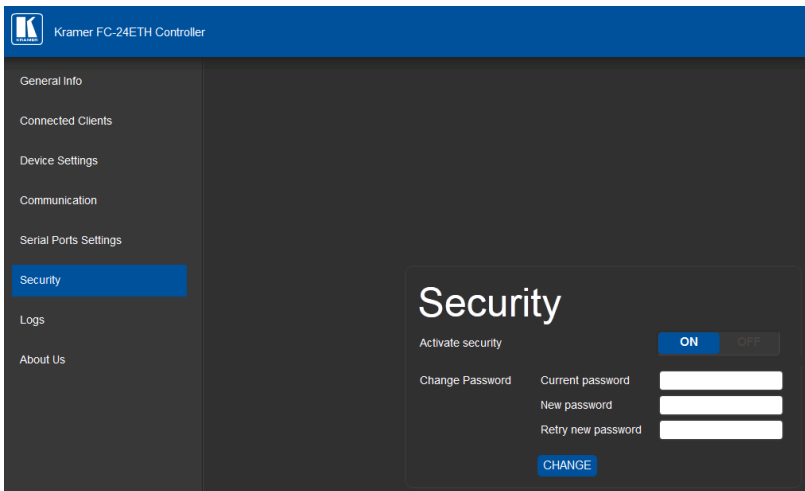 KRAMER
Kramer FC-24ETH Controller
General Info
Connected Clients
Device Settings
Communication
Serial Ports Settings
Security
Logs
About Us
Security
Activate security ON OFF
Change Password Current password
New password
Retry new password
CHANGE